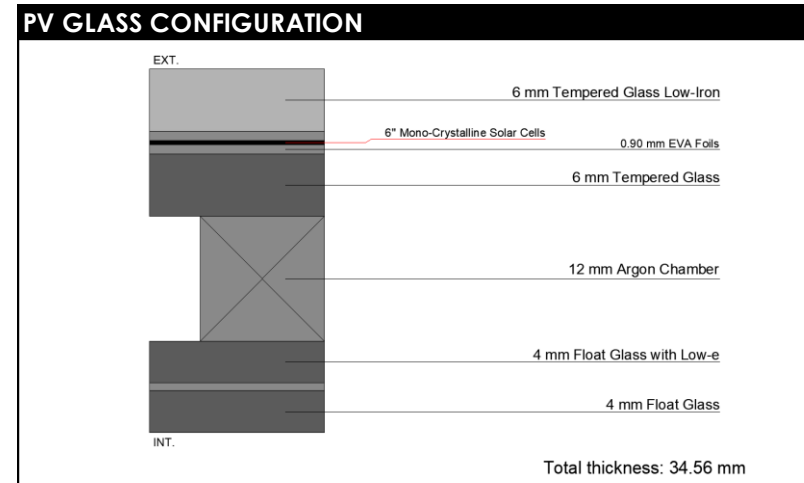 PV GLASS CONFIGURATION
EXT.
6 mm Tempered Glass Low-Iron
6" Mono-Crystalline Solar Cells
0.90 mm EVA Foils
6 mm Tempered Glass
12 mm Argon Chamber
4 mm Float Glass with Low-e
4 mm Float Glass
INT.
Total thickness: 34.56 mm